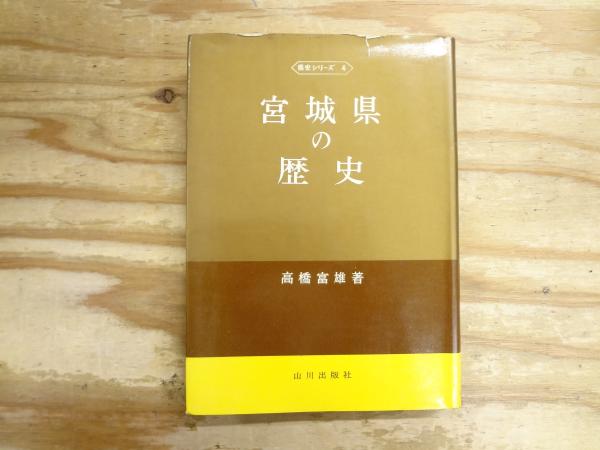 県史シリーズ 4
宮城県
の
歴史
高橋富雄著
山川出版社